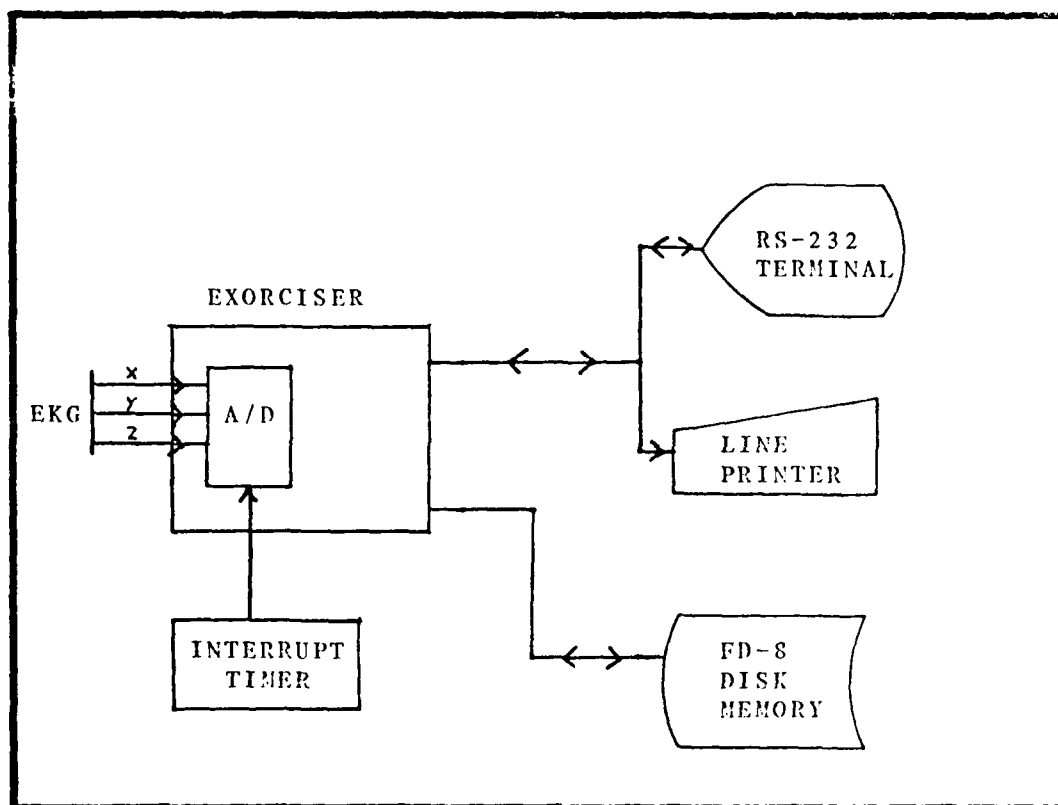 RS-232
TERMINAL
EXORCISER
X
EKG
Y
A/D
Z
LINE
PRINTER
INTERRUPT
TIMER
FD-8
DISK
MEMORY